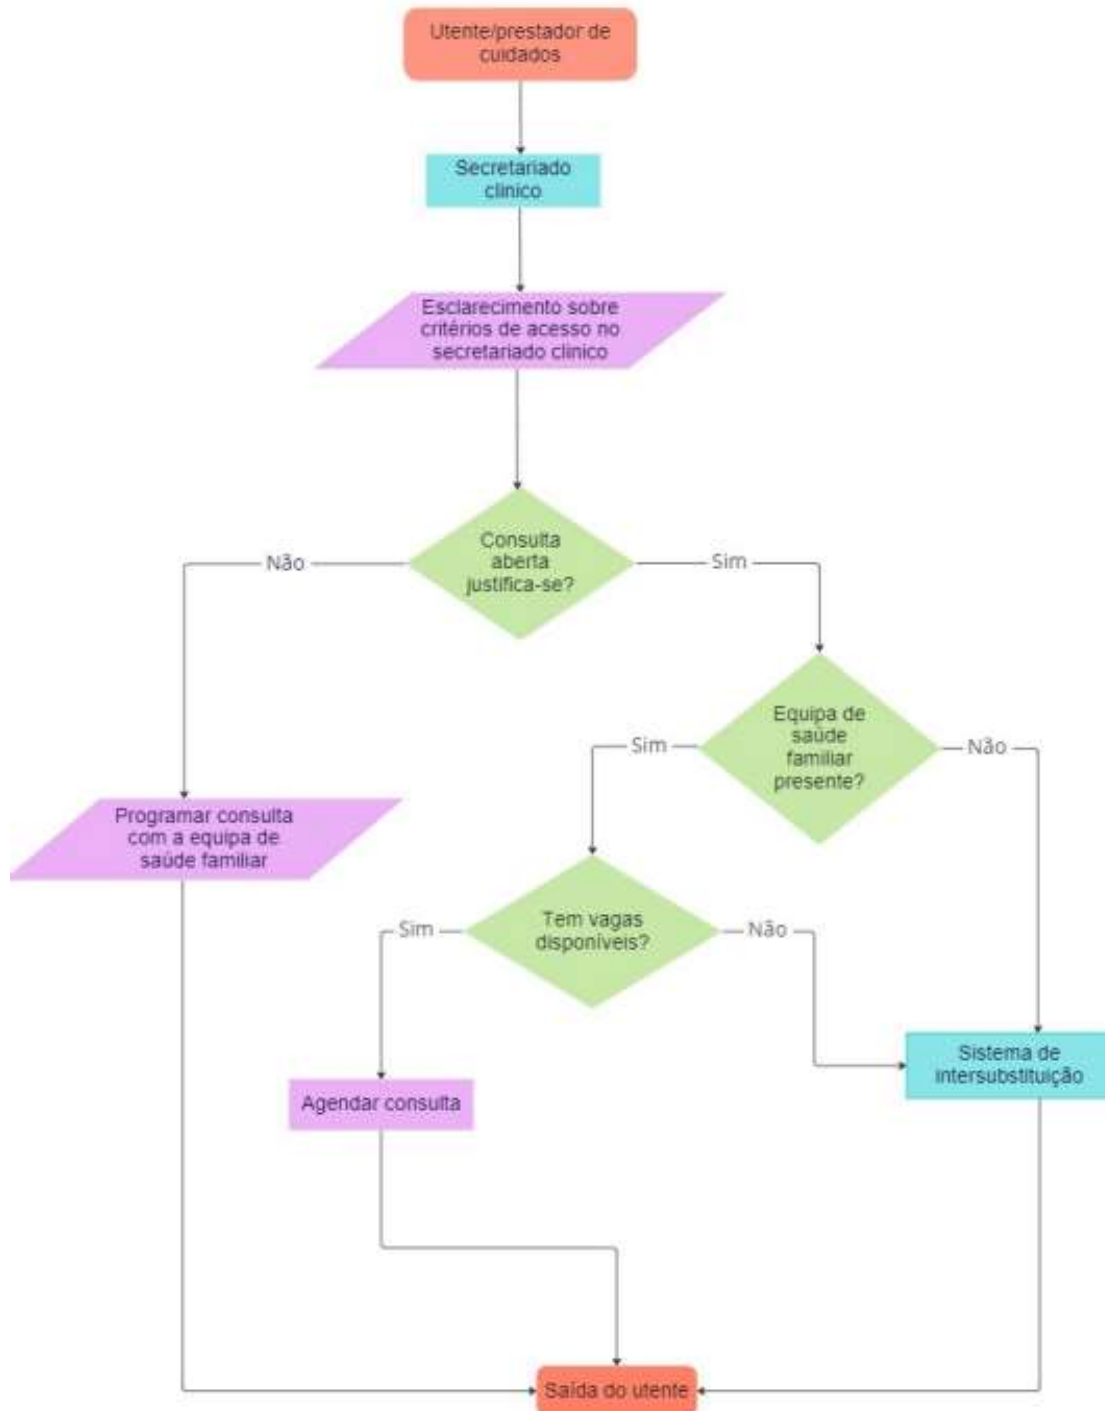 Utente/prestador de
cuidados
Secretariado
clinico
Esclarecimento sobre
critérios de acesso no
secretariado clinico
Consulta
aberta
justifica-se?
Não
Sim
Equipa de
saúde
familiar
presente?
Sim
Não
Programar consulta
com a equipa de
saúde familiar
Tem vagas
disponíveis?
Sim
Não
Sistema de
intersubstituição
Agendar consulta
Saída do utente